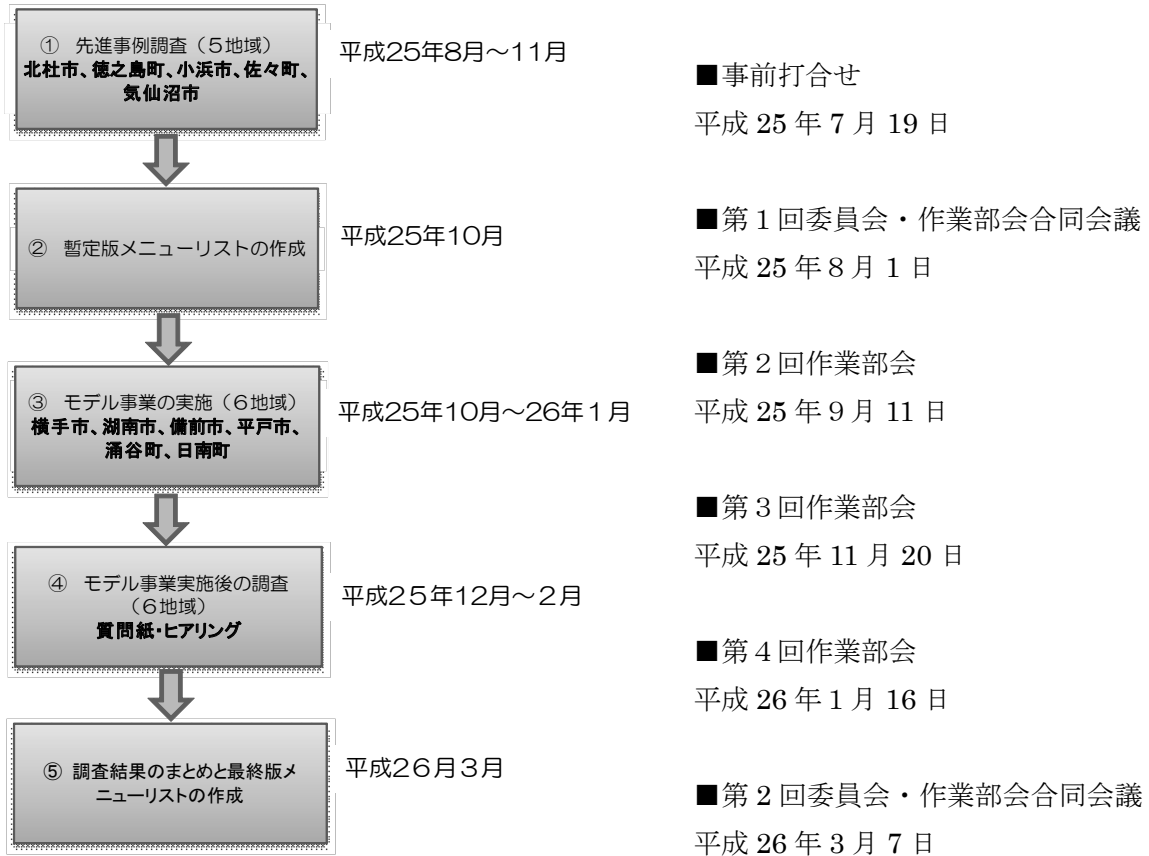 ① 先進事例調査（５地域）
北杜市、徳之島町、小浜市、佐々町、
気仙沼市
平成25年8月～11月
② 暫定版メニューリストの作成
平成25年10月
③ モデル事業の実施（６地域）
横手市、湖南市、備前市、平戸市、
涌谷町、日南町
平成25年10月～26年１月
④ モデル事業実施後の調査
（６地域）
質問紙・ヒアリング
平成２５年12月～２月
⑤ 調査結果のまとめと最終版メ
ニューリストの作成
平成26月３月
■事前打合せ
平成 25 年 7 月 19 日
■第１回委員会・作業部会合同会議
平成 25 年８月 1 日
■第２回作業部会
平成 25 年９月 11 日
■第３回作業部会
平成 25 年 11 月 20 日
■第４回作業部会
平成 26 年１月 16 日
■第２回委員会・作業部会合同会議
平成 26 年 3 月 7 日